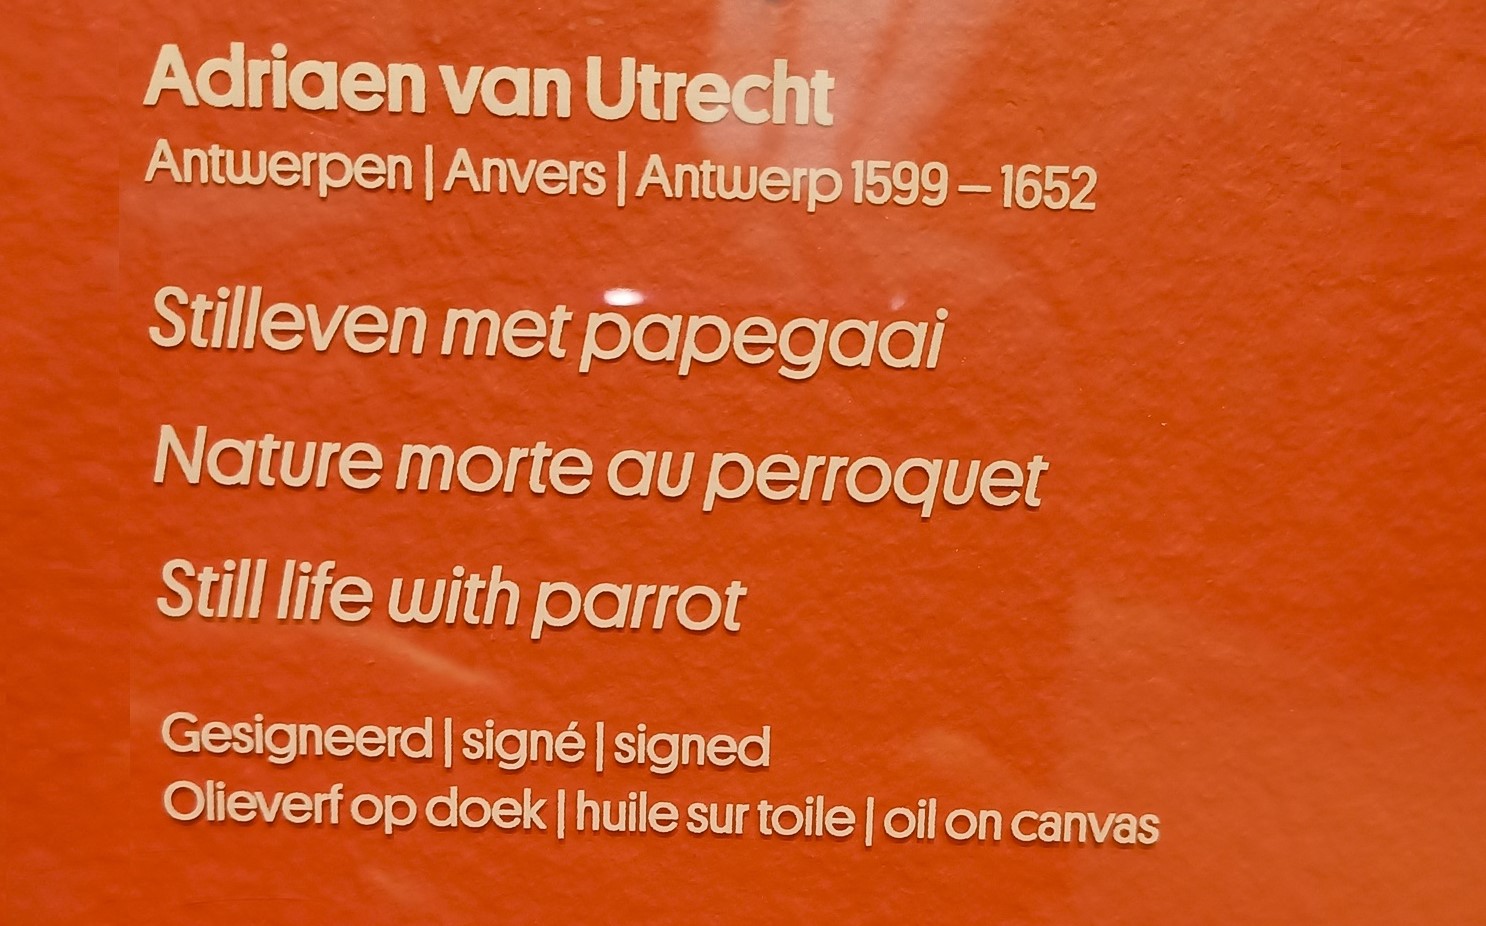 Adriaen van Utrecht
Antwerpen | Anvers | Antwerp 1599 – 1652
Stilleven met papegaai
Nature morte au perroquet
Still life with parrot
Gesigneerd | signé | signed
Olieverf op doek | huile sur toile | oil on canvas